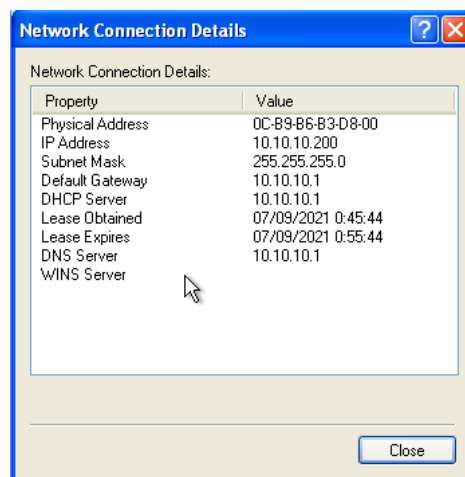 Network Connection Details
Network Connection Details:
Property Value
Physical Address 0C-B9-B6-B3-D8-00
IP Address 10.10.10.200
Subnet Mask 255.255.255.0
Default Gateway 10.10.10.1
DHCP Server 10.10.10.1
Lease Obtained 07/09/2021 0:45:44
Lease Expires 07/09/2021 0:55:44
DNS Server 10.10.10.1
WINS Server
Close